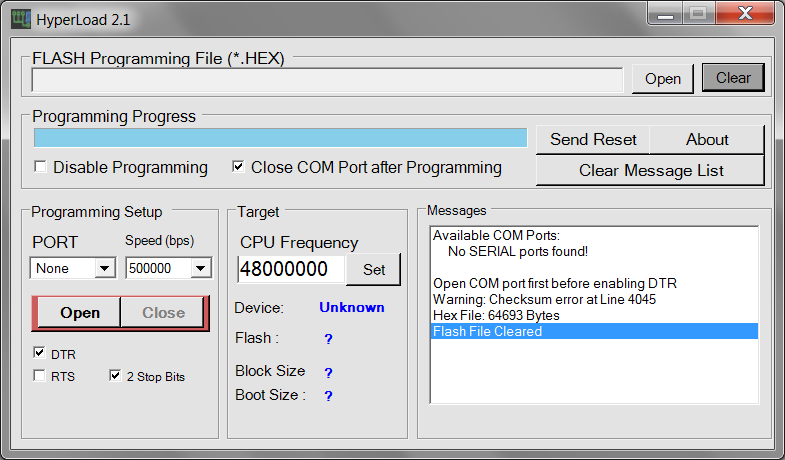 HyperLoad 2.1
FLASH Programming File (*.HEX)
Open
Clear
Programming Progress
Send Reset
About
Disable Programming
Close COM Port after Programming
Clear Message List
Programming Setup
PORT
Speed (bps)
None
500000
Open
Close
DTR
RTS
2 Stop Bits
Target
CPU Frequency
48000000
Set
Device: Unknown
Flash : ?
Block Size ?
Boot Size : ?
Messages
Available COM Ports:
No SERIAL ports found!
Open COM port first before enabling DTR
Warning: Checksum error at Line 4045
Hex File: 64693 Bytes
Flash File Cleared